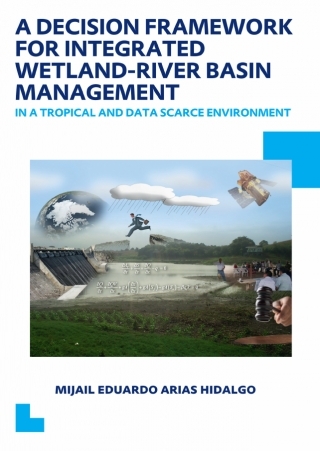 A DECISION FRAMEWORK
FOR INTEGRATED
WETLAND-RIVER BASIN
MANAGEMENT
IN A TROPICAL AND DATA SCARCE ENVIRONMENT
MIJAIL EDUARDO ARIAS HIDALGO